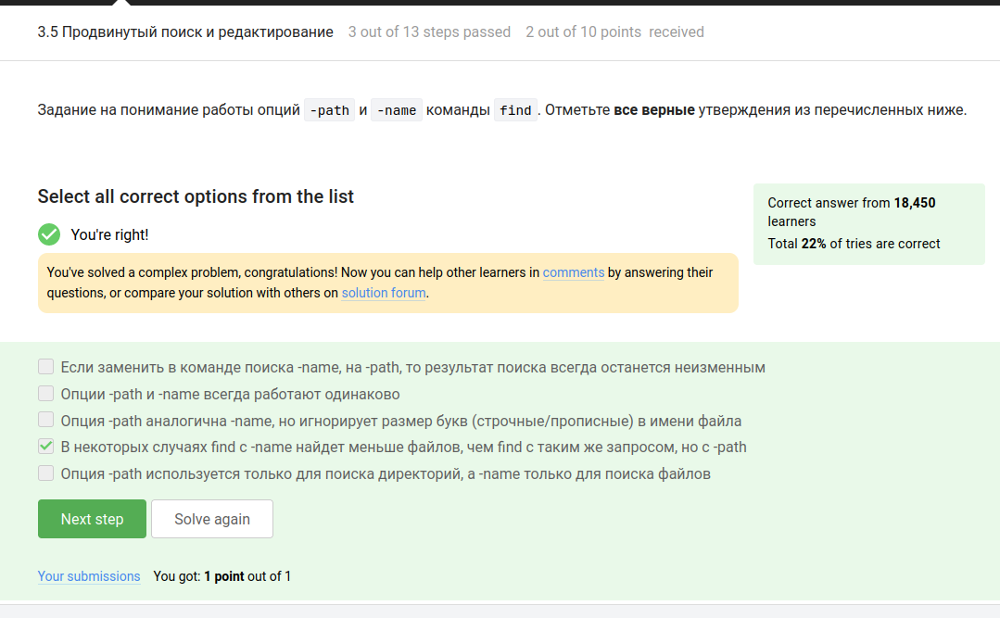 3.5 Продвинутый поиск и редактирование 3 out of 13 steps passed 2 out of 10 points received
Задание на понимание работы опций -path и -name команды find. Отметьте все верные утверждения из перечисленных ниже.
Select all correct options from the list
You're right!
You've solved a complex problem, congratulations! Now you can help other learners in comments by answering their
questions, or compare your solution with others on solution forum.
Correct answer from 18,450
learners
Total 22% of tries are correct
Если заменить в команде поиска -name, на -path, то результат поиска всегда останется неизменным
Опции -path и -name всегда работают одинаково
Опция -path аналогична -name, но игнорирует размер букв (строчные/прописные) в имени файла
В некоторых случаях find с -name найдет меньше файлов, чем find с таким же запросом, но с -path
Опция -path используется только для поиска директорий, а -name только для поиска файлов
Next step Solve again
Your submissions You got: 1 point out of 1